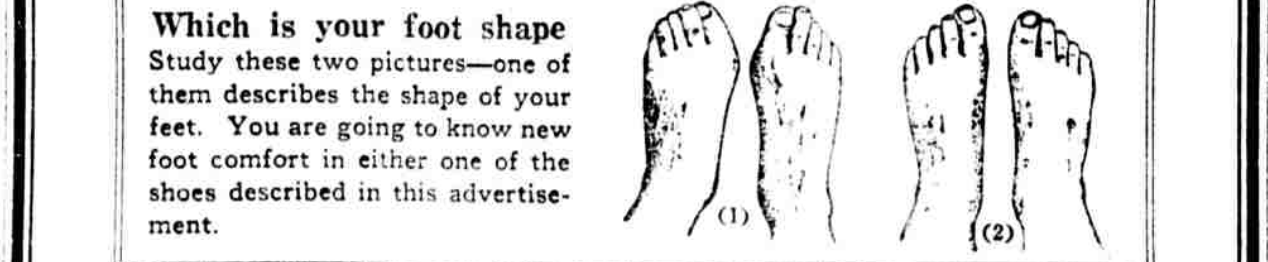 Which is your foot shape
Study these two pictures—one of
them describes the shape of your
feet. You are going to know new
foot comfort in either one of the
shoes described in this advertise-
ment.
(1)
(2)